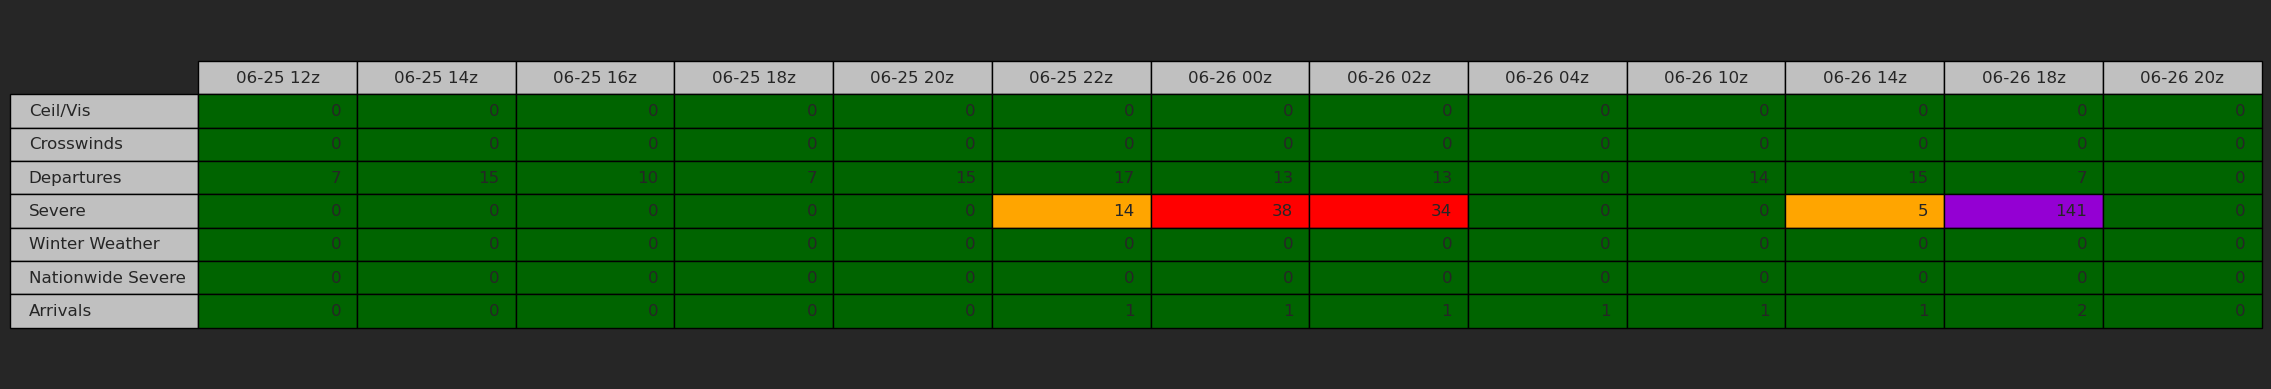 06-25 12z 06-25 14z 06-25 16z 06-25 18z 06-25 20z 06-25 22z 06-26 00z 06-26 02z 06-26 04z 06-26 10z 06-26 14z 06-26 18z 06-26 20z
Ceil/Vis 0 0 0 0 0 0 0 0 0 0 0 0 0
Crosswinds 0 0 0 0 0 0 0 0 0 0 0 0 0
Departures 7 15 10 7 15 17 13 13 0 14 15 7 0
Severe 0 0 0 0 0 14 38 34 0 0 5 141 0
Winter Weather 0 0 0 0 0 0 0 0 0 0 0 0 0
Nationwide Severe 0 0 0 0 0 0 0 0 0 0 0 0 0
Arrivals 0 0 0 0 0 1 1 1 1 1 1 2 0